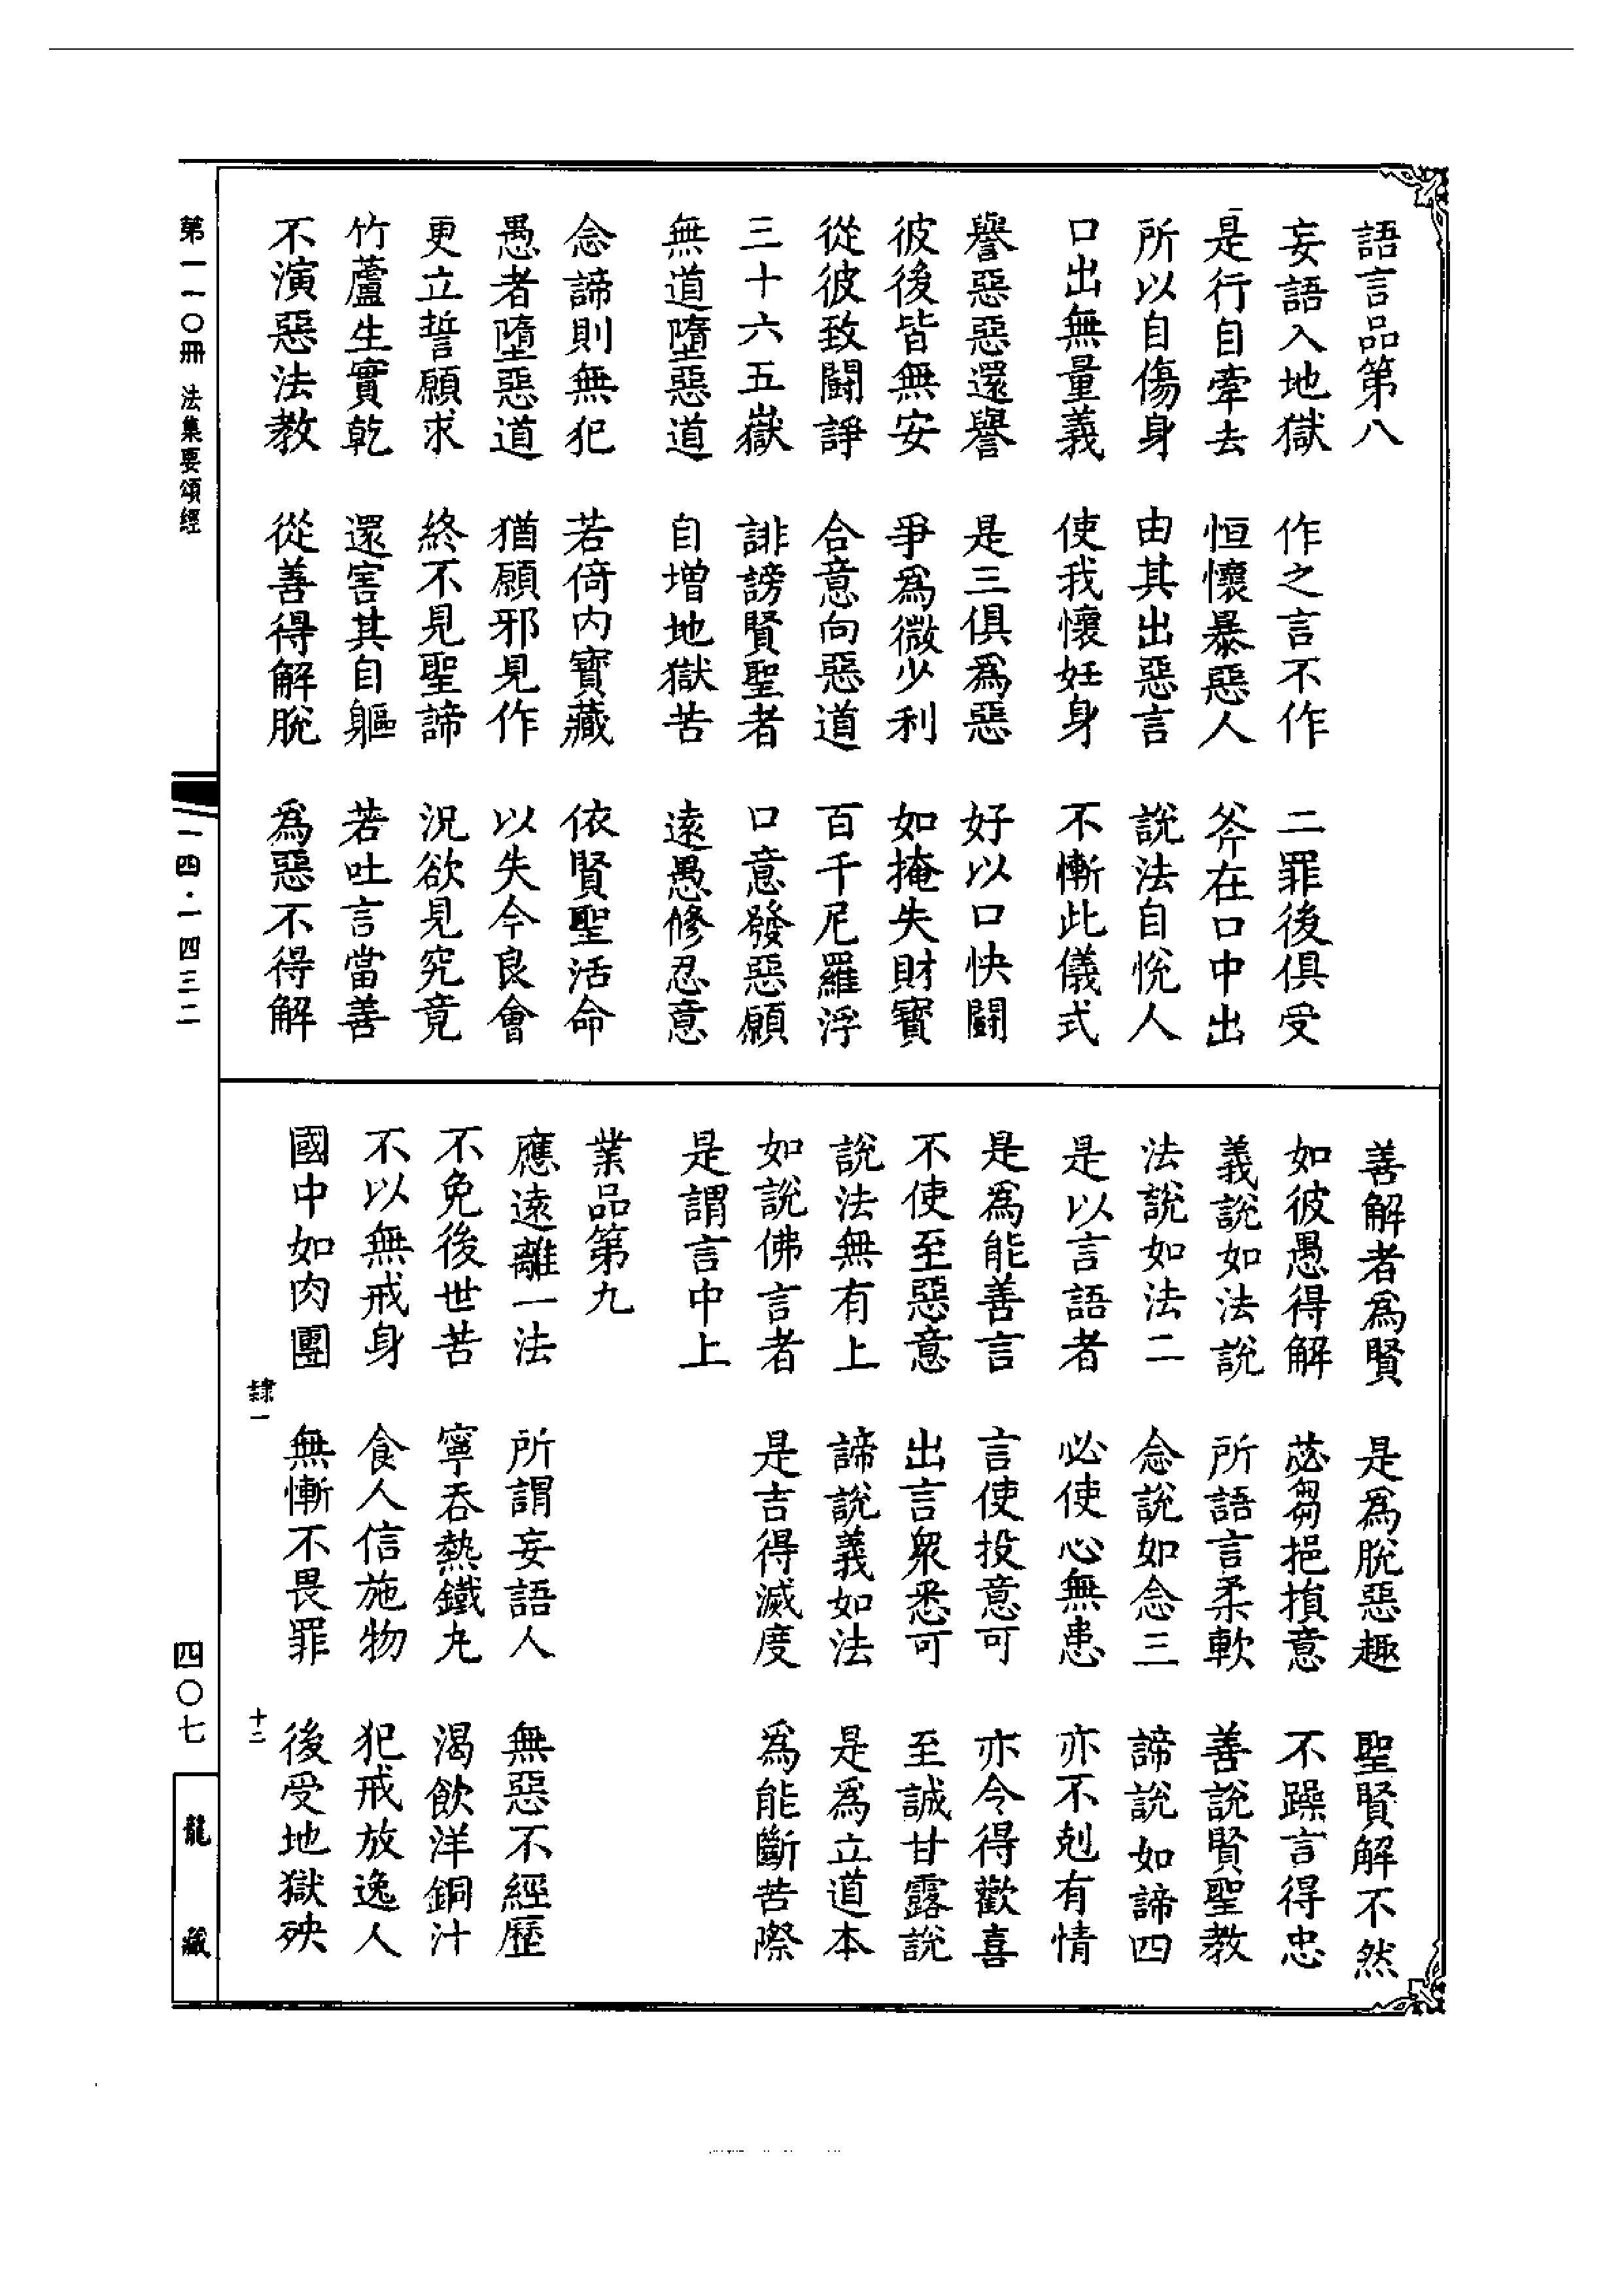 語言品第八
妄語入地獄　作之言不作　二罪後俱受
是行自牽去　恒懷暴惡人　斧在口中出
所以自傷身　由其出惡言　說法自悅人
口出無量義　使我懷妊身　不慚此儀式
譽惡惡還譽　是三俱為惡　好以口快鬬
彼後皆無安　爭為微少利　如掩失財寶
從彼致鬬諍　合意向惡道　百千尼羅浮
三十六五嶽　誹謗賢聖者　口意發惡願
無道墮惡道　自增地獄苦　遠愚修忍意
念諦則無犯　若倚內寶藏　依賢聖活命
愚者墮惡道　猶願邪見作　以失今良會
更立誓願求　終不見聖諦　況欲見究竟
竹蘆生實乾　還害其自軀　若吐言當善
不演惡法教　從善得解脫　為惡不得解
善解者為賢　是為脫惡趣　聖賢解不然
如彼愚得解　苾芻挹損意　不躁言得忠
義說如法說　所語言柔軟　善說賢聖教
法說如法二　念說如念三　諦說如諦四
是以言語者　必使心無患　亦不剋有情
是為能善言　言使投意可　亦令得歡喜
不使至惡意　出言眾悉可　至誠甘露說
說法無有上　諦說義如法　是為立道本
如說佛言者　是吉得滅度　為能斷苦際
是謂言中上
業品第九
應遠離一法　所謂妄語人　無惡不經歷
不免後世苦　寧吞熱鐵丸　渴飲洋銅汁
不以無戒身　食人信施物　犯戒放逸人
國中如肉團　無慚不畏罪　後受地獄殃
隸一　十二
第一一〇冊　法集要頌經
一四·一四三二
四〇七
龍藏